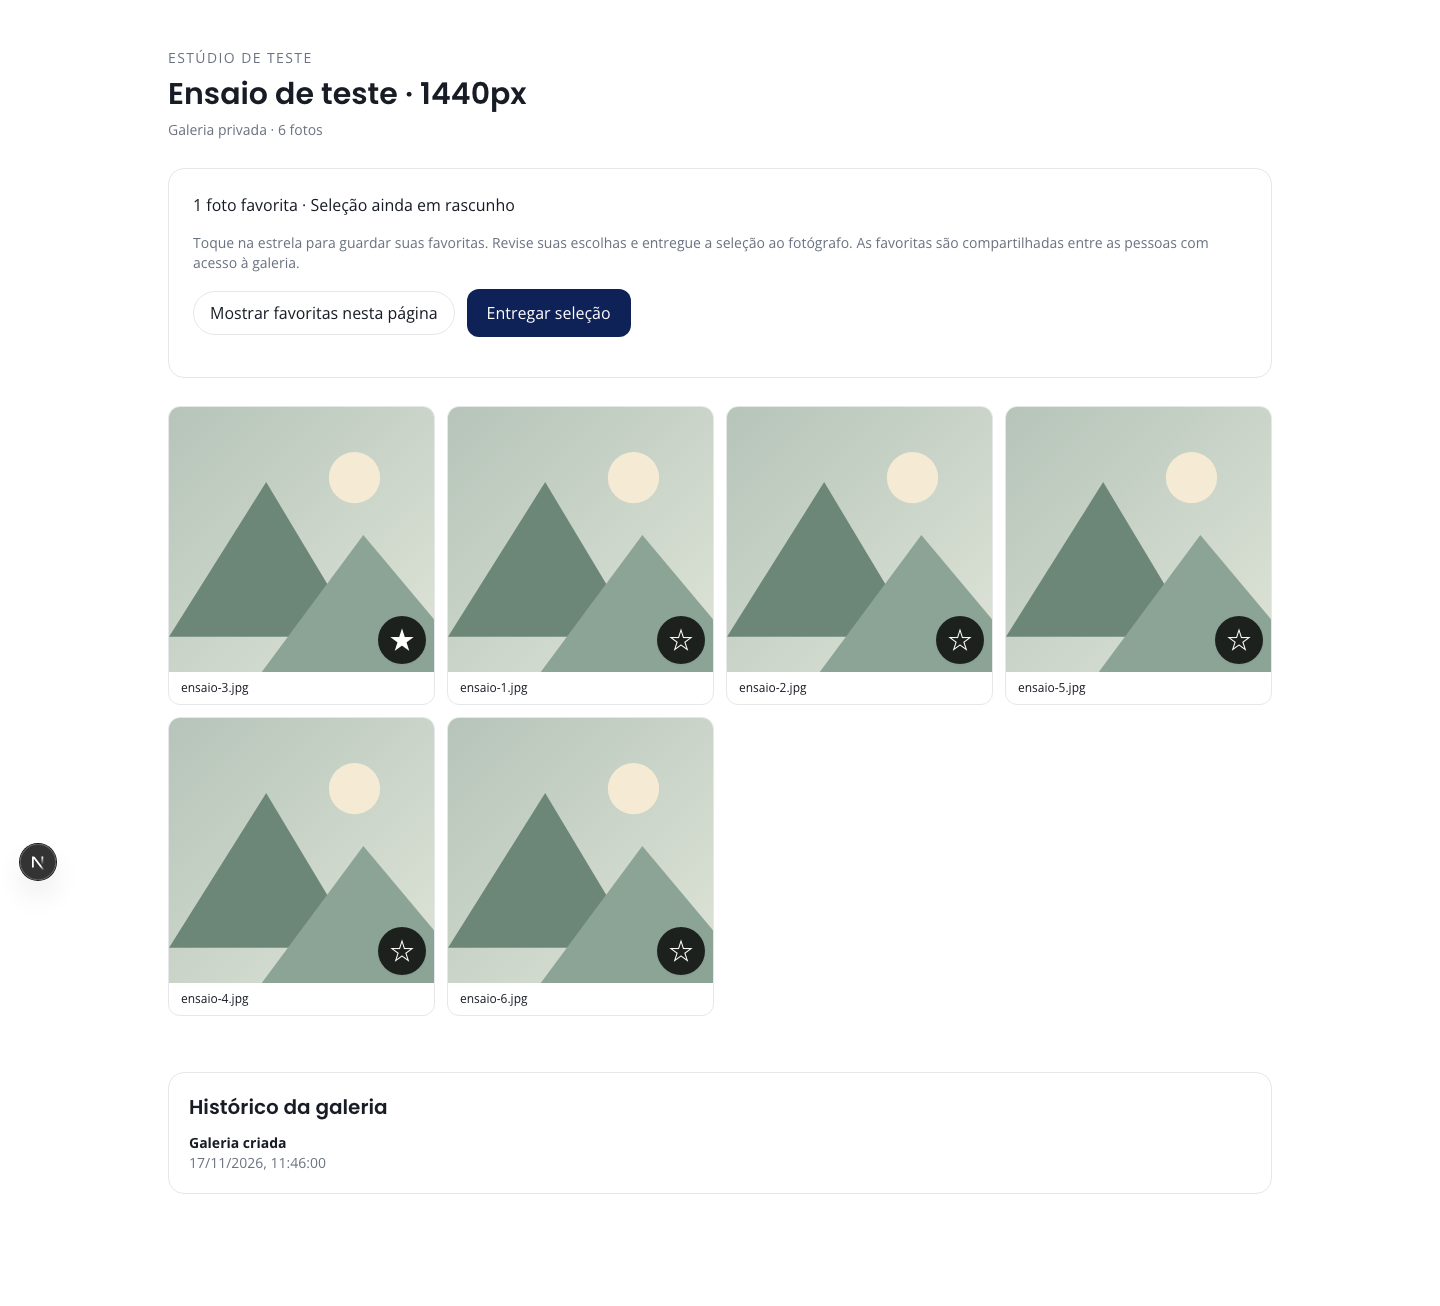 ESTÚDIO DE TESTE
Ensaio de teste · 1440px
Galeria privada · 6 fotos
1 foto favorita · Seleção ainda em rascunho
Toque na estrela para guardar suas favoritas. Revise suas escolhas e entregue a seleção ao fotógrafo. As favoritas são compartilhadas entre as pessoas com
acesso à galeria.
Mostrar favoritas nesta página
Entregar seleção
ensaio-3.jpg
ensaio-1.jpg
ensaio-2.jpg
ensaio-5.jpg
ensaio-4.jpg
ensaio-6.jpg
N
Histórico da galeria
Galeria criada
17/11/2026, 11:46:00